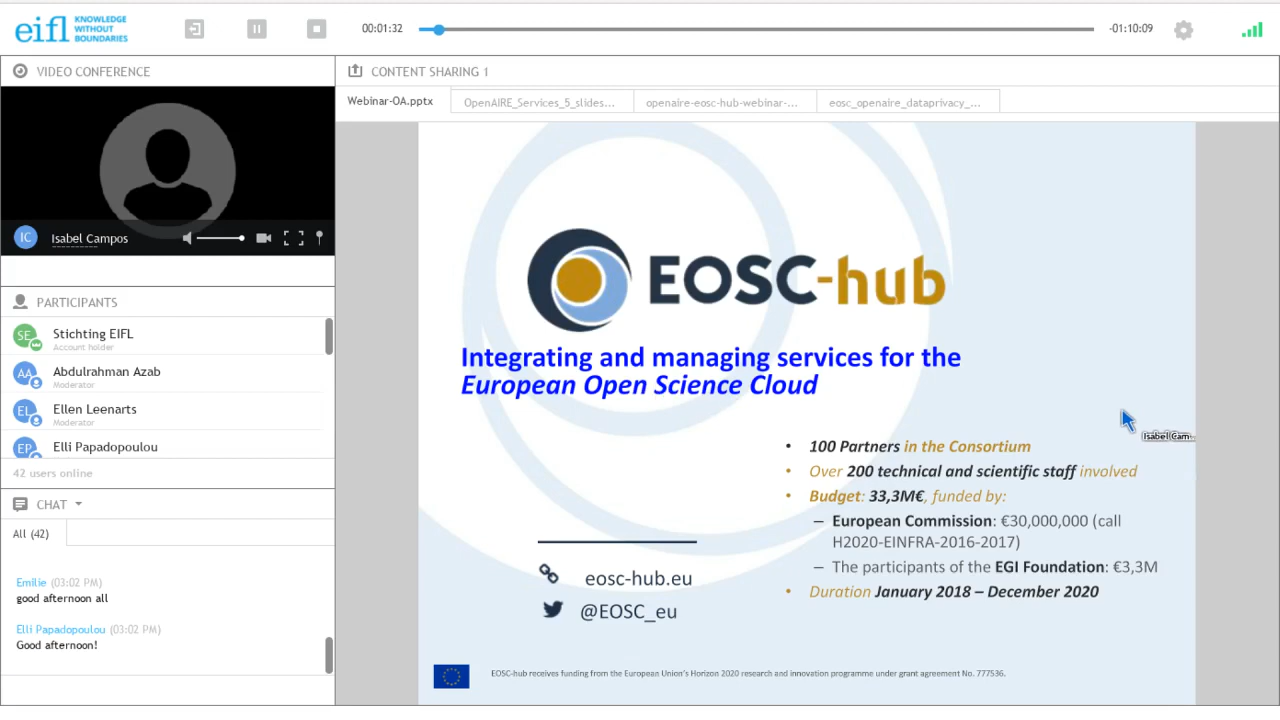 eifl KNOWLEDGE
WITHOUT
BOUNDARIES
00:01:32
-01:10:09
VIDEO CONFERENCE
CONTENT SHARING 1
Webinar-OA.pptx
OpenAIRE_Services_5_slides...
openaire-eosc-hub-webinar-...
eosc_openaire_dataprivacy_...
IC Isabel Campos
PARTICIPANTS
SE Stichting EIFL
Account holder
AA Abdulrahman Azab
Moderator
EL Ellen Leenarts
Moderator
EP Elli Papadopoulou
42 users online
CHAT
All (42)
Emilie (03:02 PM)
good afternoon all
Elli Papadopoulou (03:02 PM)
Good afternoon!
EOSC-hub
Integrating and managing services for the
European Open Science Cloud
Isabel Cam...
• 100 Partners in the Consortium
• Over 200 technical and scientific staff involved
• Budget: 33,3M€, funded by:
– European Commission: €30,000,000 (call
H2020-EINFRA-2016-2017)
– The participants of the EGI Foundation: €3,3M
• Duration January 2018 – December 2020
eosc-hub.eu
@EOSC_eu
EOSC-hub receives funding from the European Union's Horizon 2020 research and innovation programme under grant agreement No. 777536.